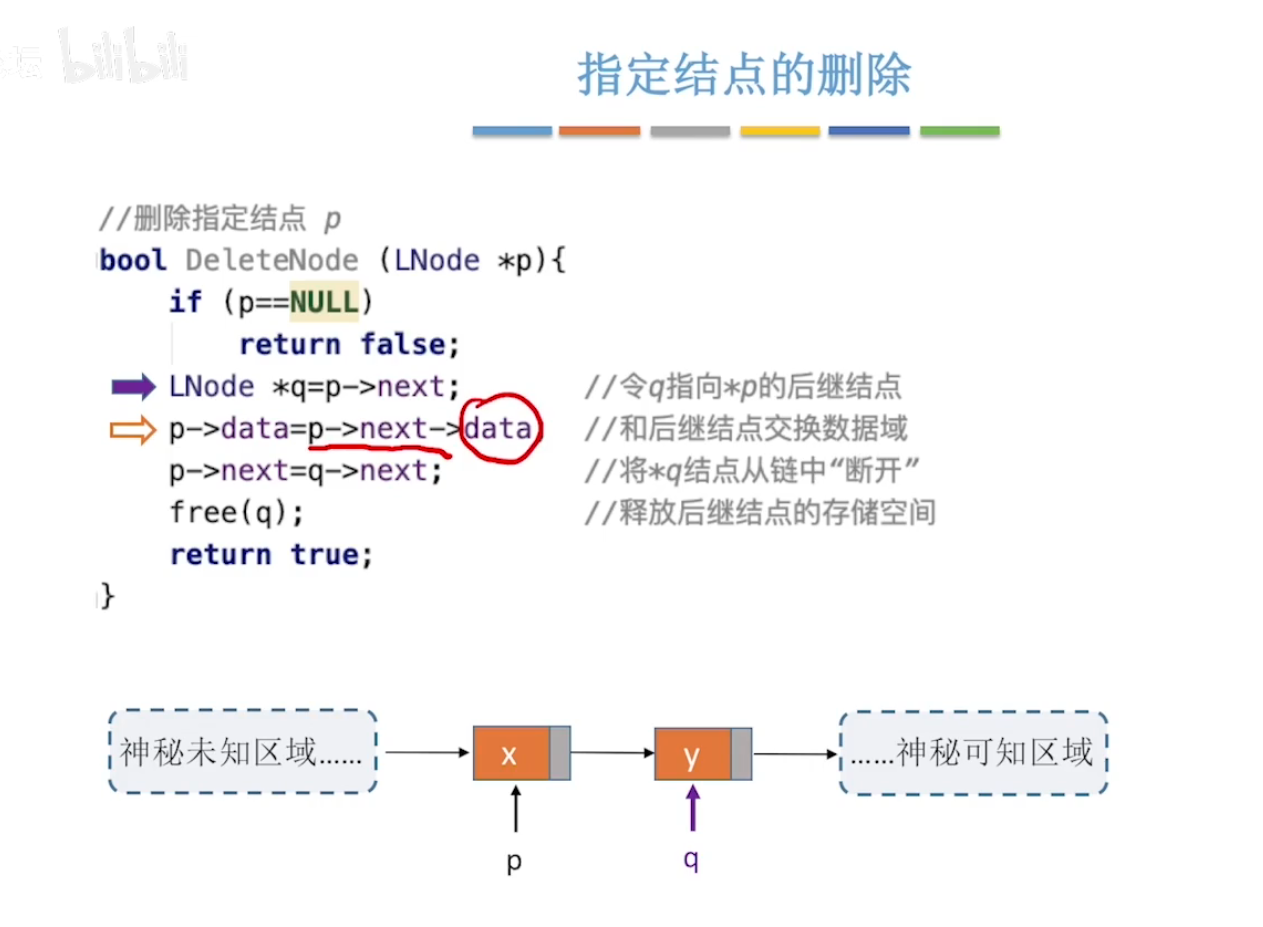 bilibili
指定结点的删除
//删除指定结点 p
bool DeleteNode (LNode *p){
if (p==NULL)
return false;
LNode *q=p->next; //令q指向*p的后继结点
p->data=p->next->data //和后继结点交换数据域
p->next=q->next; //将*q结点从链中“断开”
free(q); //释放后继结点的存储空间
return true;
}
神秘未知区域…… x y ……神秘可知区域
p q